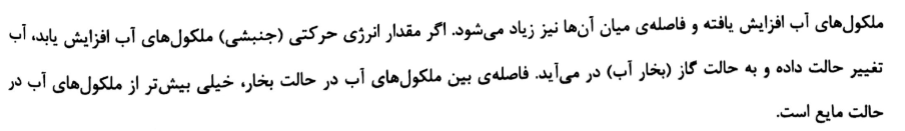 ملکول‌های آب افزایش یافته و فاصله‌ی میان آن‌ها نیز زیاد می‌شود. اگر مقدار انرژی حرکتی (جنبشی) ملکول‌های آب افزایش یابد، آب
تغییر حالت داده و به حالت گاز (بخار آب) در می‌آید. فاصله‌ی بین ملکول‌های آب در حالت بخار، خیلی بیش‌تر از ملکول‌های آب در
حالت مایع است.